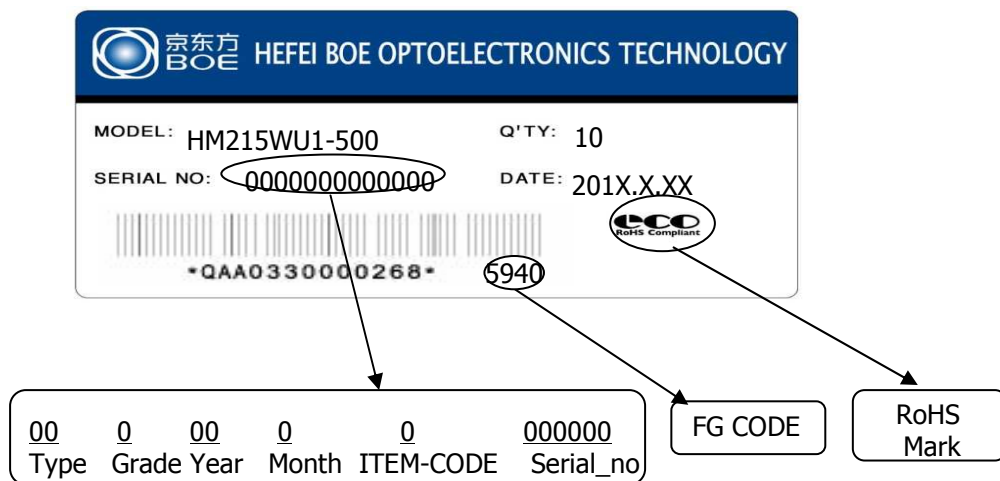 京东方
BOE HEFEI BOE OPTOELECTRONICS TECHNOLOGY
MODEL: HM215WU1-500 Q'TY: 10
SERIAL NO: 0000000000000 DATE: 201X.X.XX
eco
RoHS Compliant
*QAA0330000268* 5940
00 0 00 0 0 000000
Type Grade Year Month ITEM-CODE Serial_no
FG CODE
RoHS
Mark